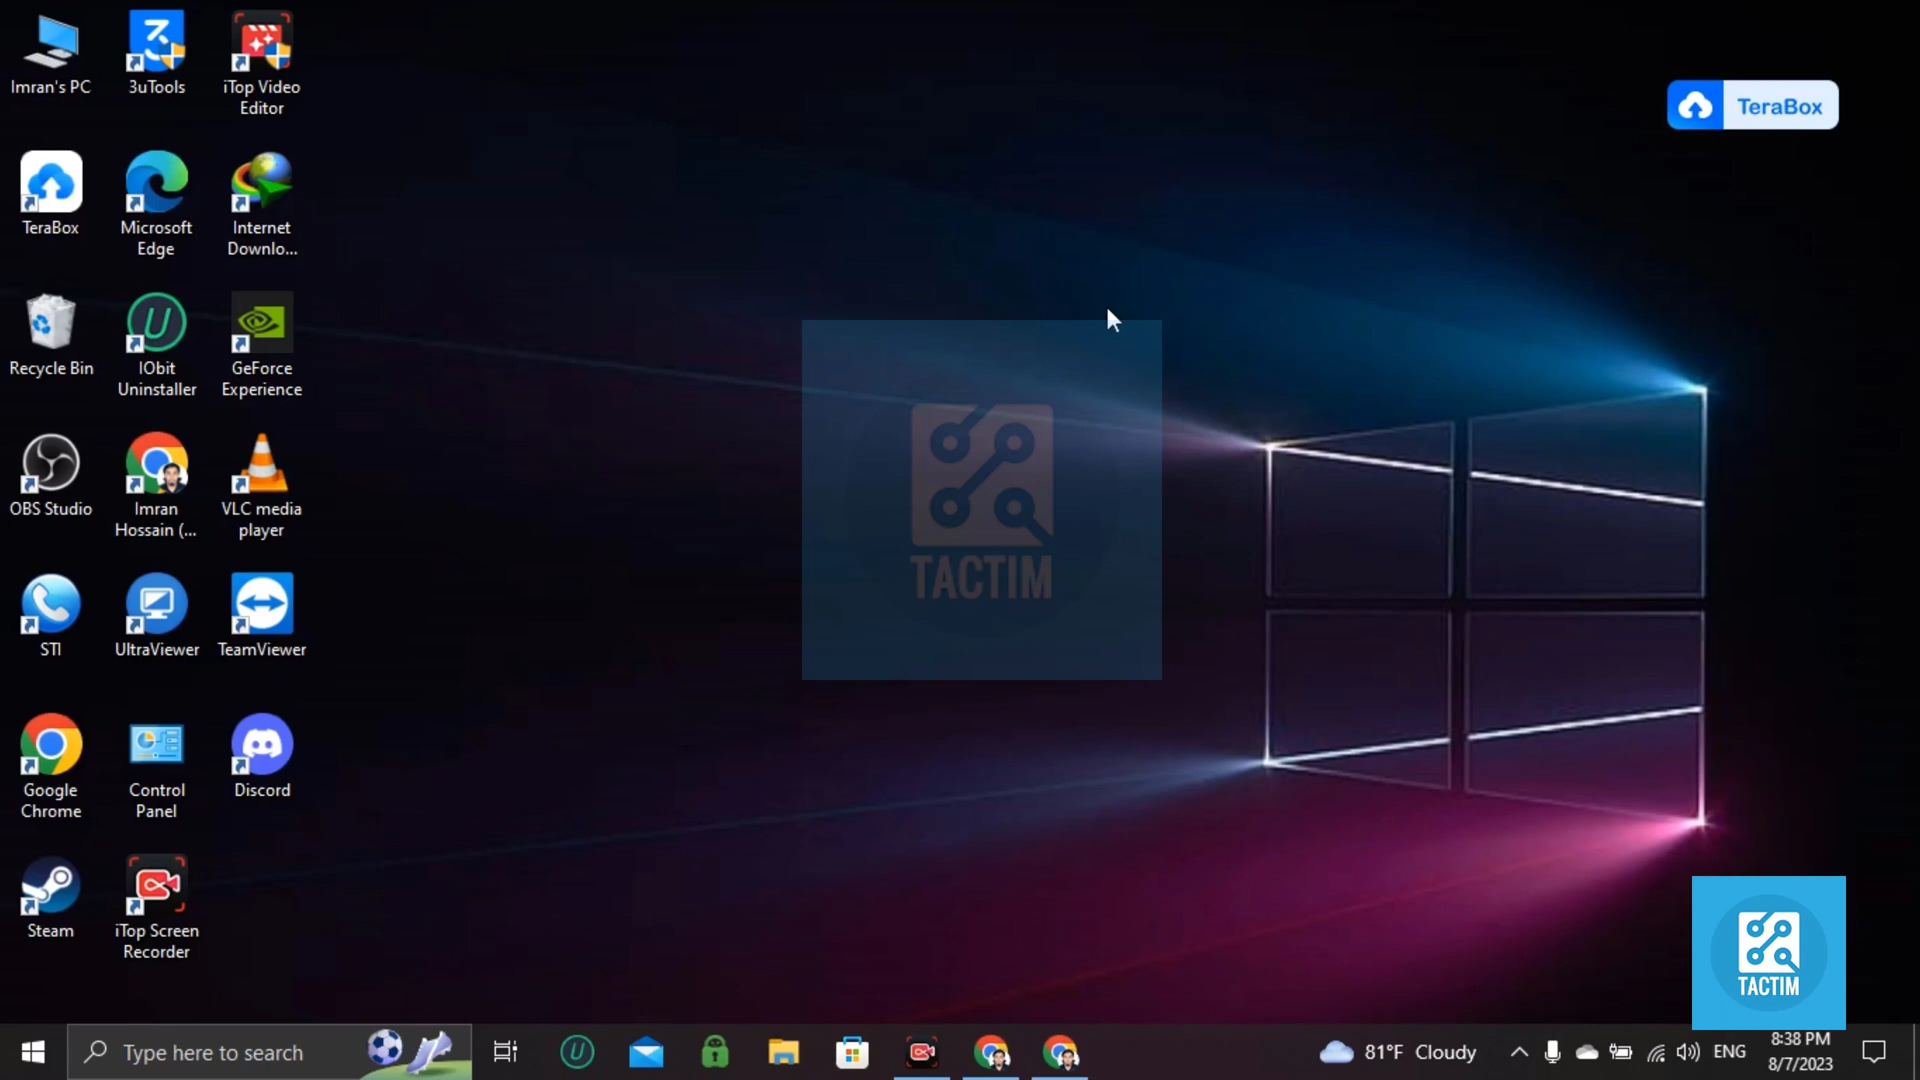 Imran's PC
3uTools
iTop Video
Editor
TeraBox
TeraBox
Microsoft
Edge
Internet
Downlo...
Recycle Bin
IObit
Uninstaller
GeForce
Experience
OBS Studio
Imran
Hossain (...
VLC media
player
TACTIM
STI
UltraViewer
TeamViewer
Google
Chrome
Control
Panel
Discord
Steam
iTop Screen
Recorder
TACTIM
Type here to search
81°F Cloudy
ENG
8:38 PM
8/7/2023